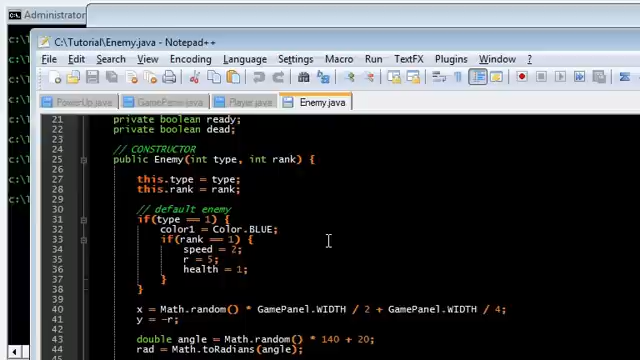 Administrator
C:\Tutorial\Enemy.java - Notepad++
File Edit Search View Encoding Language Settings Macro Run TextFX Plugins Window ?
PowerUp.java GamePanel.java Player.java Enemy.java
21 private boolean ready;
22 private boolean dead;
23
24 // CONSTRUCTOR
25 public Enemy(int type, int rank) {
26
27 this.type = type;
28 this.rank = rank;
29
30 // default enemy
31 if(type == 1) {
32 color1 = Color.BLUE;
33 if(rank == 1) {
34 speed = 2;
35 r = 5;
36 health = 1;
37 }
38 }
39
40 x = Math.random() * GamePanel.WIDTH / 2 + GamePanel.WIDTH / 4;
41 y = -r;
42
43 double angle = Math.random() * 140 + 20;
44 rad = Math.toRadians(angle);